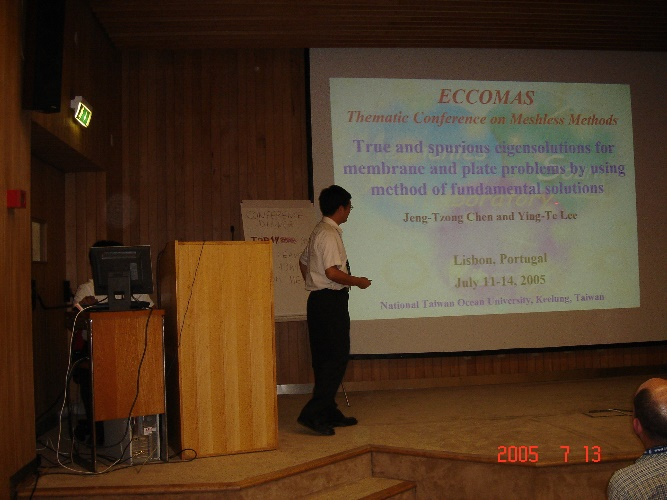 ECCOMAS
Thematic Conference on Meshless Methods
True and spurious eigensolutions for
membrane and plate problems by using
method of fundamental solutions
Jeng-Tzong Chen and Ying-Te Lee
Lisbon, Portugal
July 11-14, 2005
National Taiwan Ocean University, Keelung, Taiwan
2005 7 13